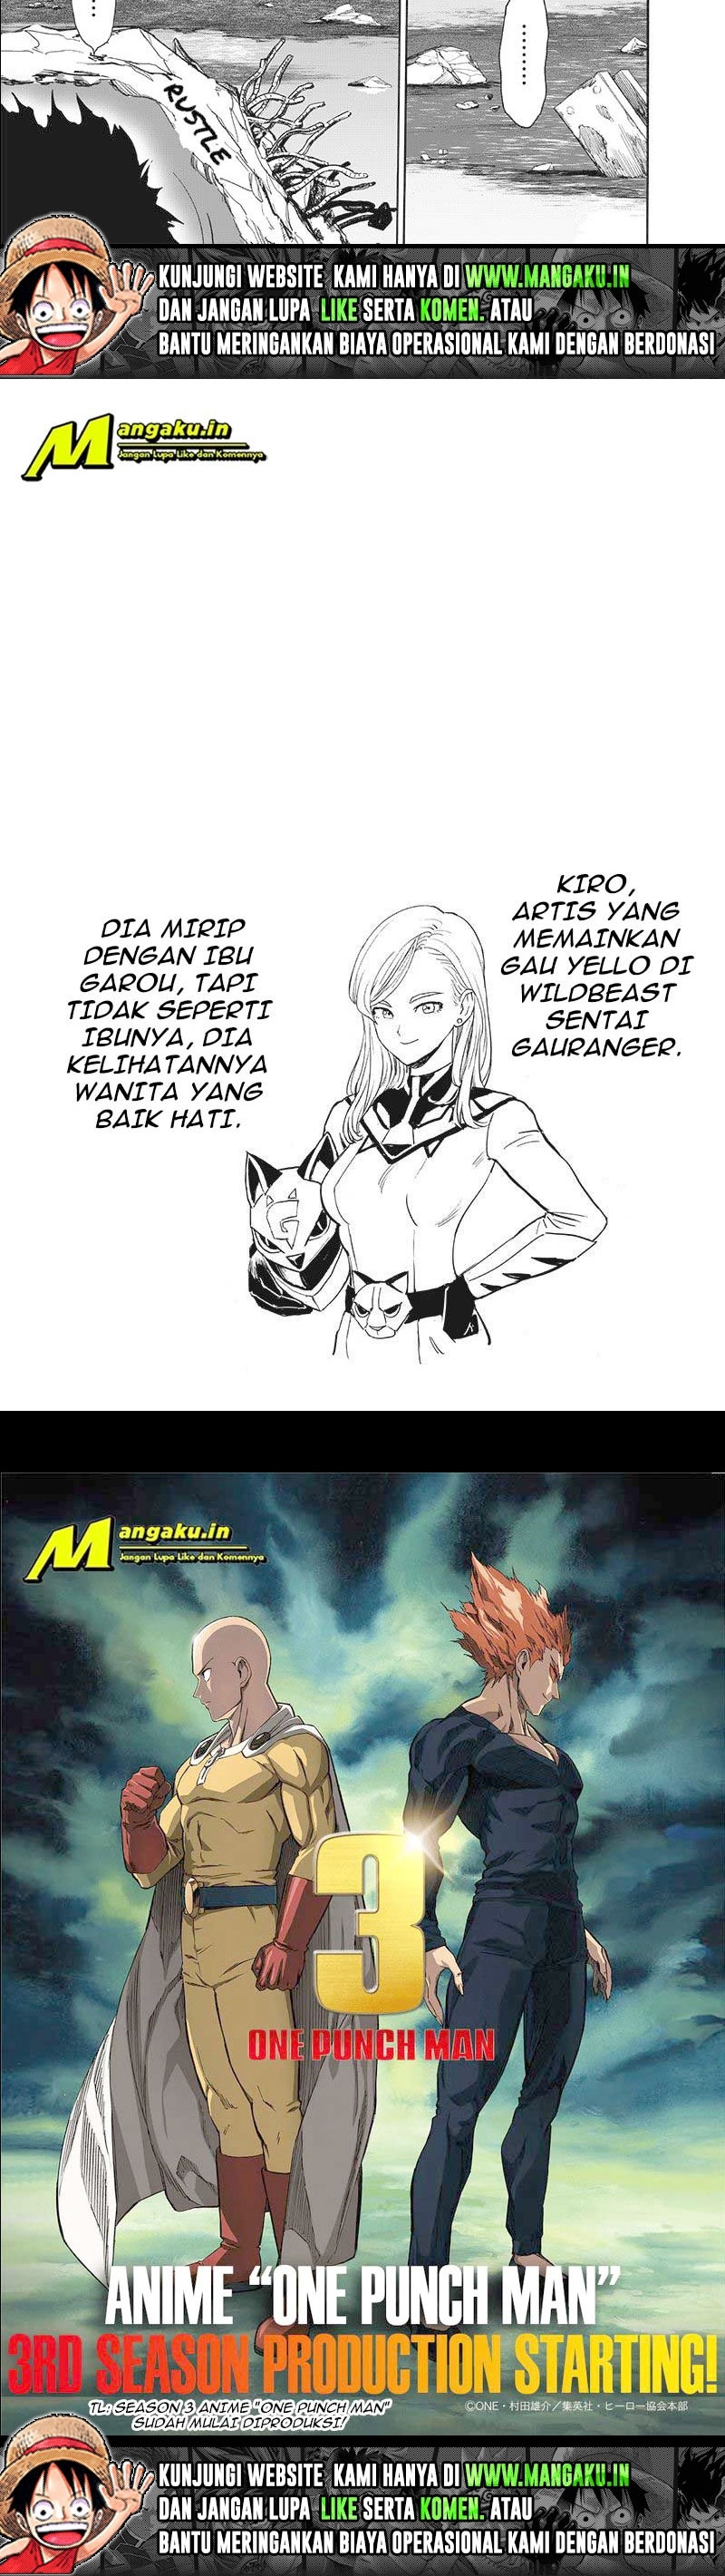 RUSTLE
KUNJUNGI WEBSITE KAMI HANYA DI WWW.MANGAKU.IN
DAN JANGAN LUPA LIKE SERTA KOMEN. ATAU
BANTU MERINGANKAN BIAYA OPERASIONAL KAMI DENGAN BERDONASI
Mangaku.in
Jangan Lupa Like dan Komennya
KIRO,
ARTIS YANG
MEMAINKAN
GAU YELLO DI
WILDBEAST
SENTAI
GAURANGER.
DIA MIRIP
DENGAN IBU
GAROU, TAPI
TIDAK SEPERTI
IBUNYA, DIA
KELIHATANNYA
WANITA YANG
BAIK HATI.
G
Mangaku.in
Jangan Lupa Like dan Komennya
3
ONE PUNCH MAN
ANIME “ONE PUNCH MAN”
3RD SEASON PRODUCTION STARTING!
TL: SEASON 3 ANIME "ONE PUNCH MAN"
SUDAH MULAI DIPRODUKSI!
©ONE・村田雄介／集英社・ヒーロー協会本部
KUNJUNGI WEBSITE KAMI HANYA DI WWW.MANGAKU.IN
DAN JANGAN LUPA LIKE SERTA KOMEN. ATAU
BANTU MERINGANKAN BIAYA OPERASIONAL KAMI DENGAN BERDONASI